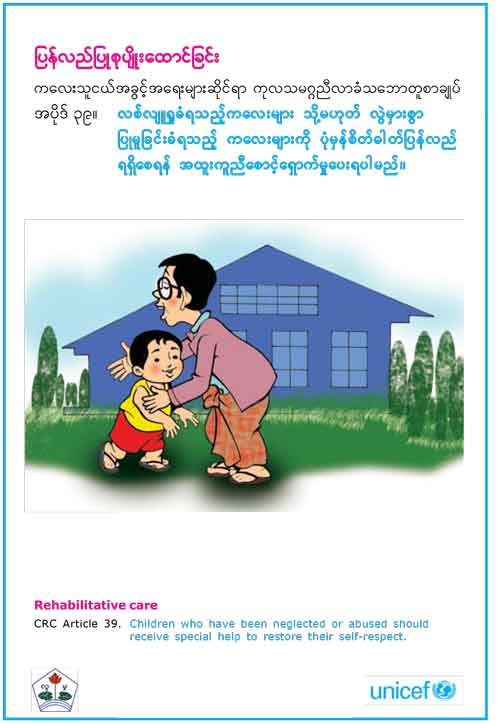 ပြန်လည်ပြုစုပျိုးထောင်ခြင်း
ကလေးသူငယ်အခွင့်အရေးများဆိုင်ရာ ကုလသမဂ္ဂညီလာခံသဘောတူစာချုပ်
အပိုဒ် ၃၉။ လစ်လျူရှုခံရသည့်ကလေးများ သို့မဟုတ် လွဲမှားစွာ
ပြုမူခြင်းခံရသည့် ကလေးများကို ပုံမှန်စိတ်ဓါတ်ပြန်လည်
ရရှိစေရန် အထူးကူညီစောင့်ရှောက်မှုပေးရပါမည်။
Rehabilitative care
CRC Article 39. Children who have been neglected or abused should
receive special help to restore their self-respect.
unicef